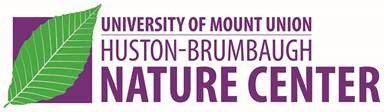 UNIVERSITY OF MOUNT UNION
HUSTON-BRUMBAUGH
NATURE CENTER